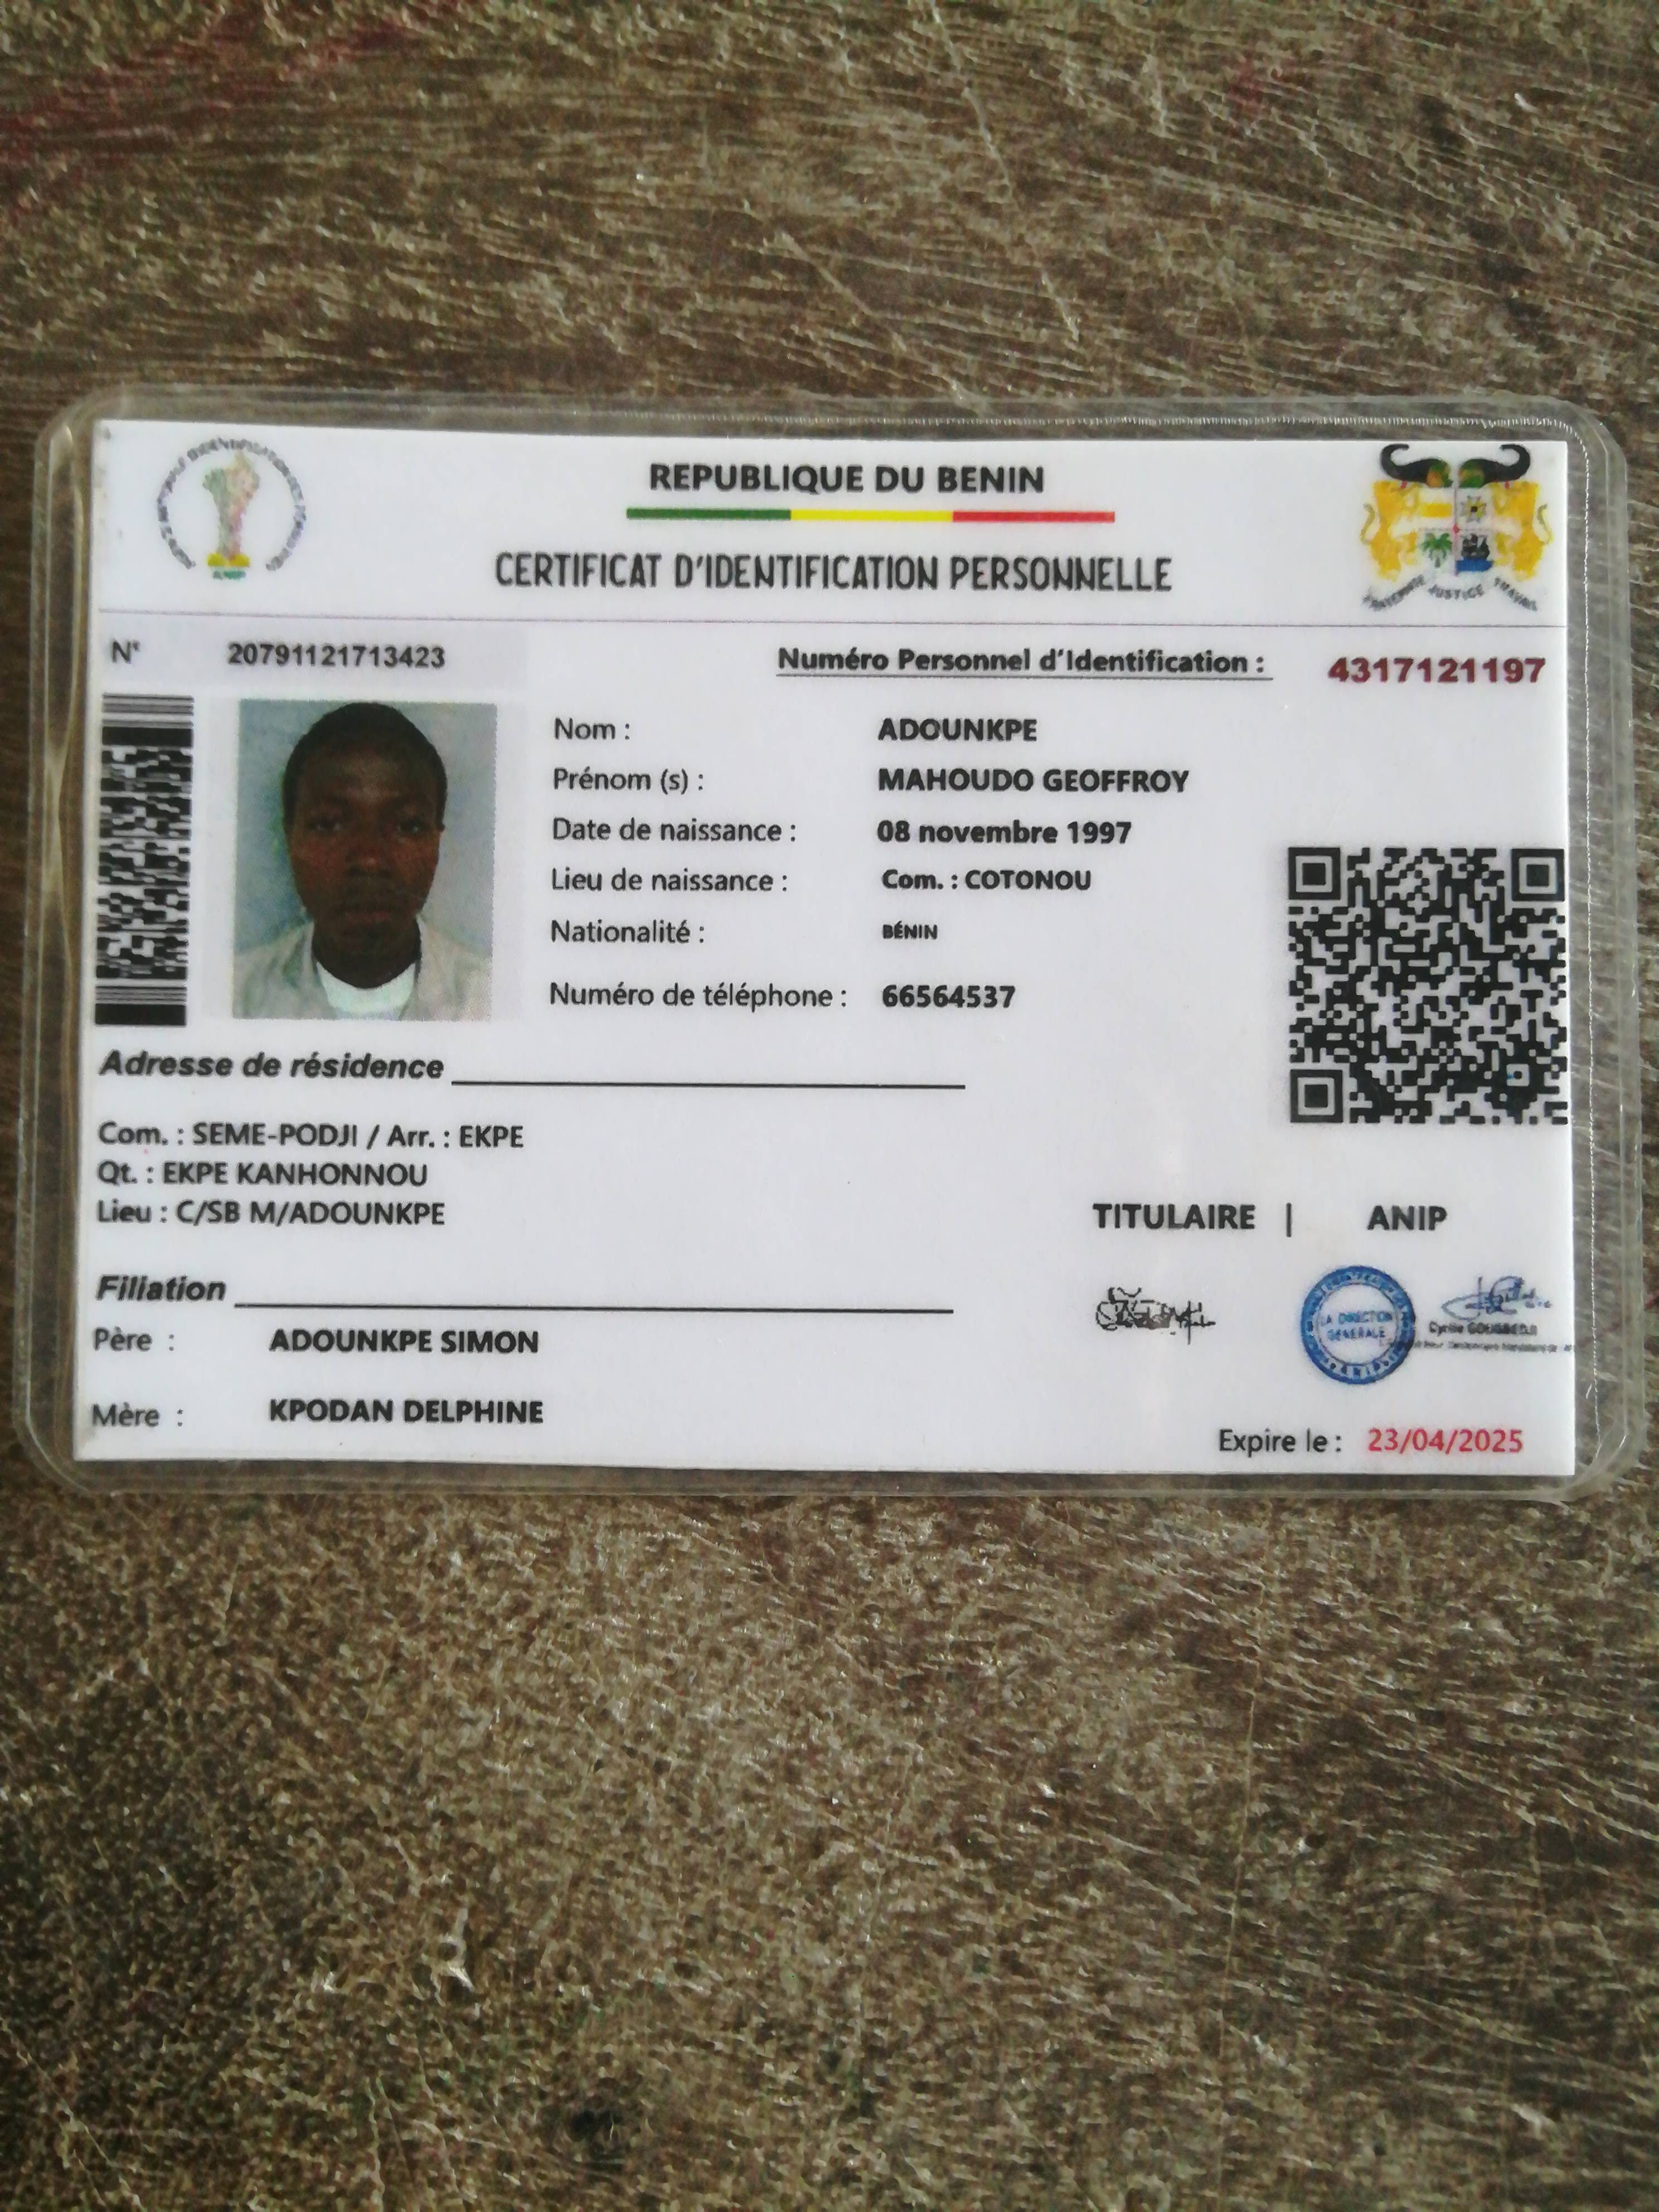 REPUBLIQUE DU BENIN
CERTIFICAT D'IDENTIFICATION PERSONNELLE
FRATERNITE JUSTICE TRAVAIL
N° 20791121713423
Numéro Personnel d'Identification : 4317121197
Nom : ADOUNKPE
Prénom (s) : MAHOUDO GEOFFROY
Date de naissance : 08 novembre 1997
Lieu de naissance : Com. : COTONOU
Nationalité : BÉNIN
Numéro de téléphone : 66564537
Adresse de résidence
Com. : SEME-PODJI / Arr. : EKPE
Qt. : EKPE KANHONNOU
Lieu : C/SB M/ADOUNKPE
TITULAIRE | ANIP
Filiation
Père : ADOUNKPE SIMON
Mère : KPODAN DELPHINE
LA DIRECTION
GENERALE
Cyrille GOUGBEDJI
Expire le : 23/04/2025